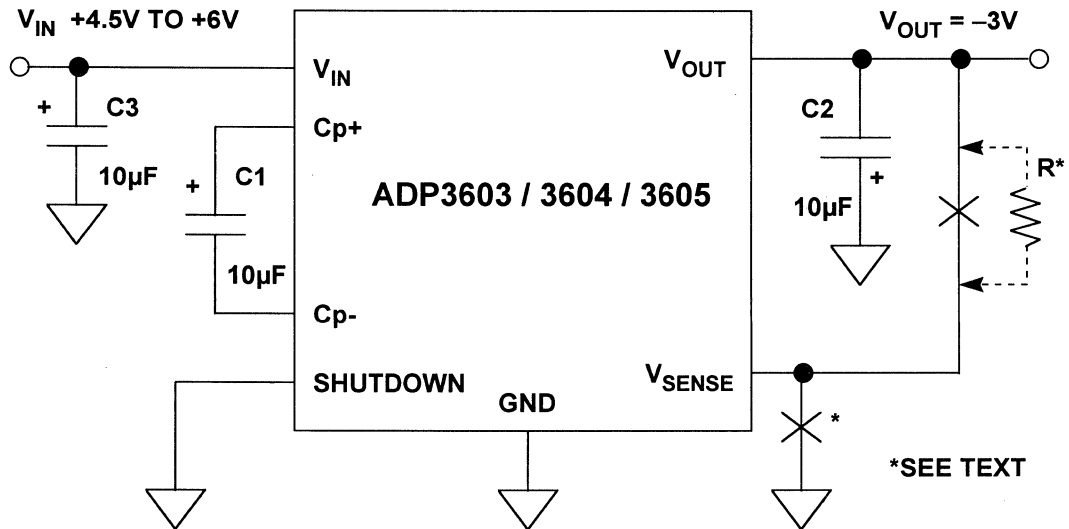 V_IN +4.5V TO +6V
V_OUT = –3V
V_IN
V_OUT
+
C3
10µF
Cp+
+
C1
10µF
Cp-
ADP3603 / 3604 / 3605
C2
+
10µF
R*
SHUTDOWN
GND
V_SENSE
*
*SEE TEXT